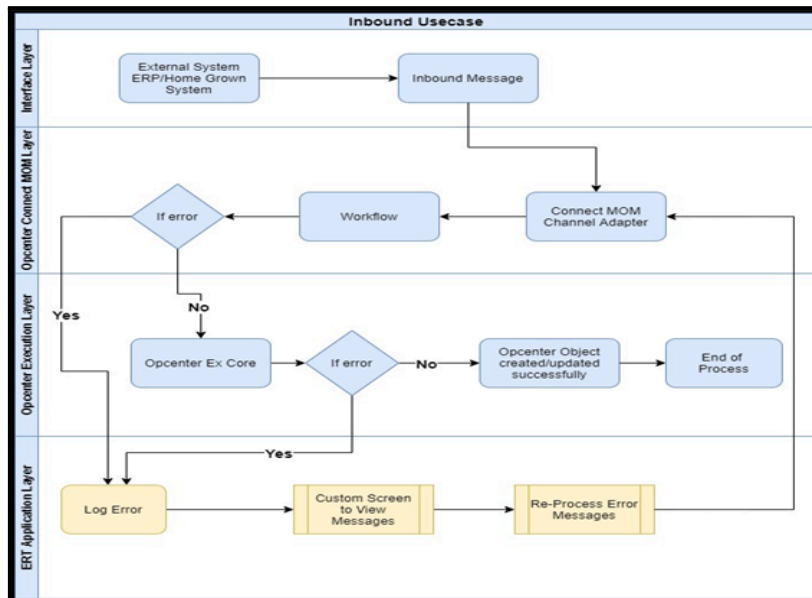 Inbound Usecase
Interface Layer
External System
ERP/Home Grown
System
Inbound Message
Opcenter Connect MOM Layer
If error
Workflow
Connect MOM
Channel Adapter
Yes
No
Opcenter Execution Layer
Opcenter Ex Core
If error
No
Opcenter Object
created/updated
successfully
End of
Process
Yes
ERT Application Layer
Log Error
Custom Screen
to View
Messages
Re-Process Error
Messages